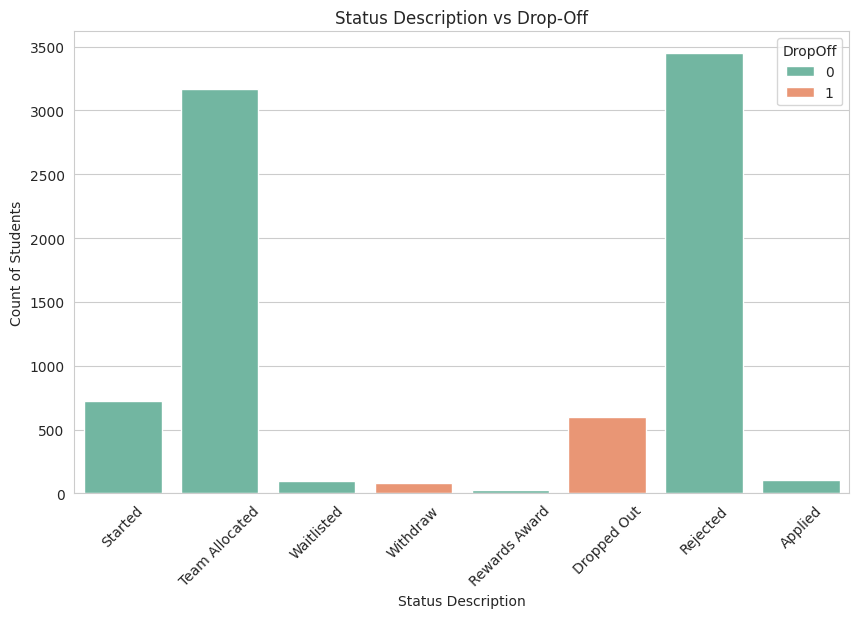 Status Description vs Drop-Off
DropOff
0
1
Count of Students
3500
3000
2500
2000
1500
1000
500
0
Started
Team Allocated
Waitlisted
Withdraw
Rewards Award
Dropped Out
Rejected
Applied
Status Description